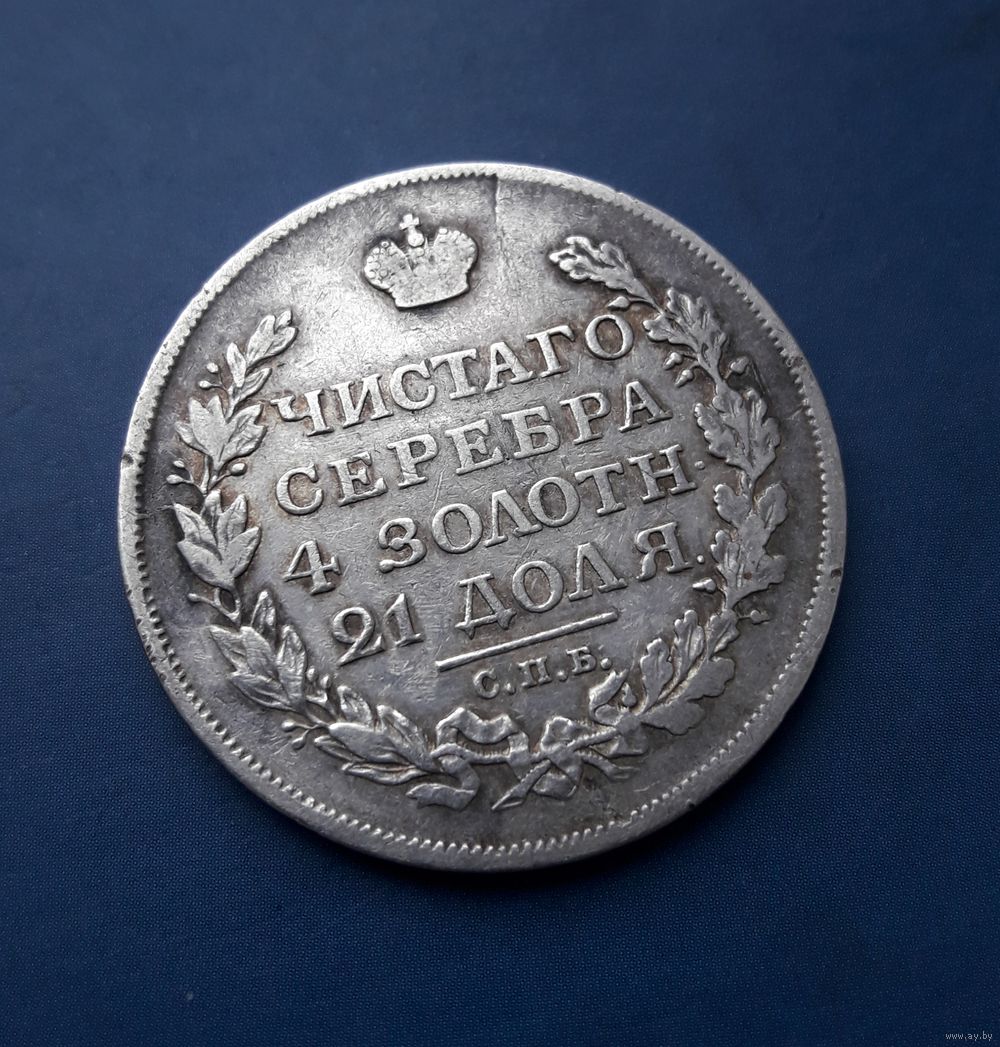 ЧИСТАГО
СЕРЕБРА
4 ЗОЛОТН.
21 ДОЛЯ.
С.П.Б.
www.ay.by